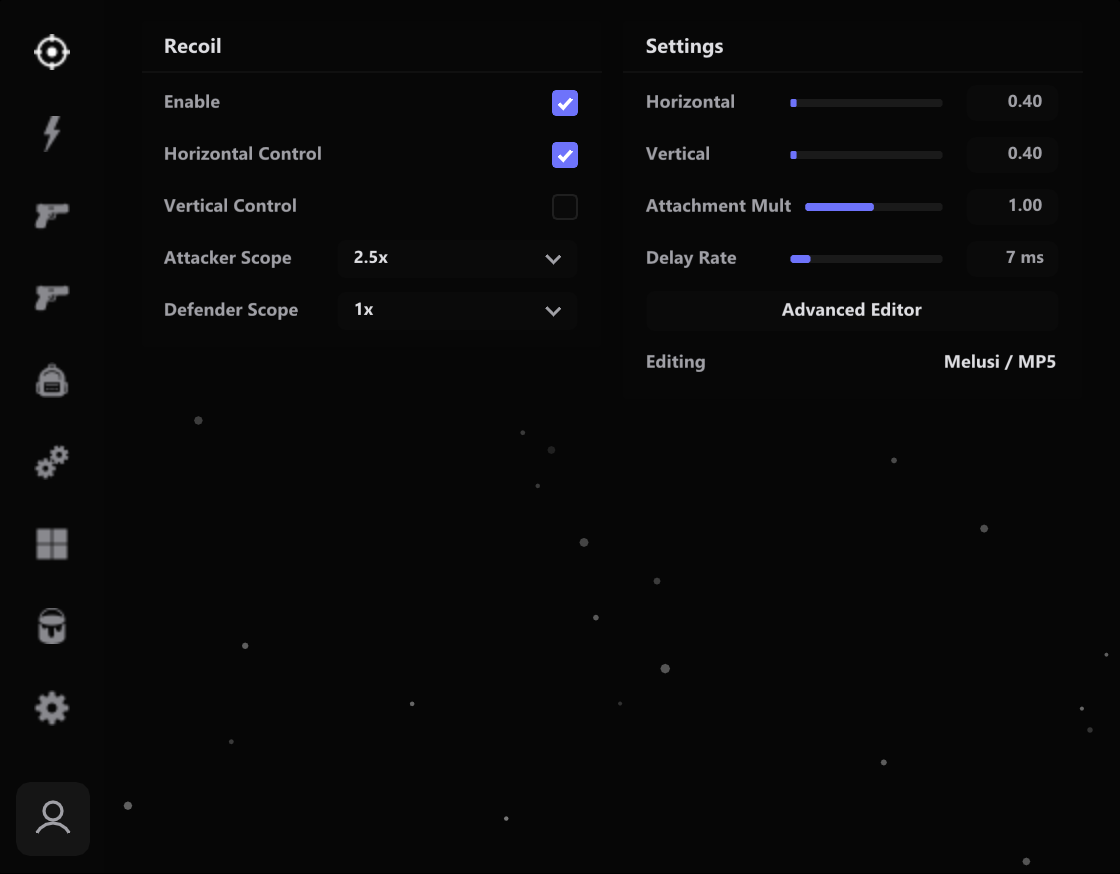 Recoil
Enable
Horizontal Control
Vertical Control
Attacker Scope 2.5x
Defender Scope 1x
Settings
Horizontal 0.40
Vertical 0.40
Attachment Mult 1.00
Delay Rate 7 ms
Advanced Editor
Editing Melusi / MP5